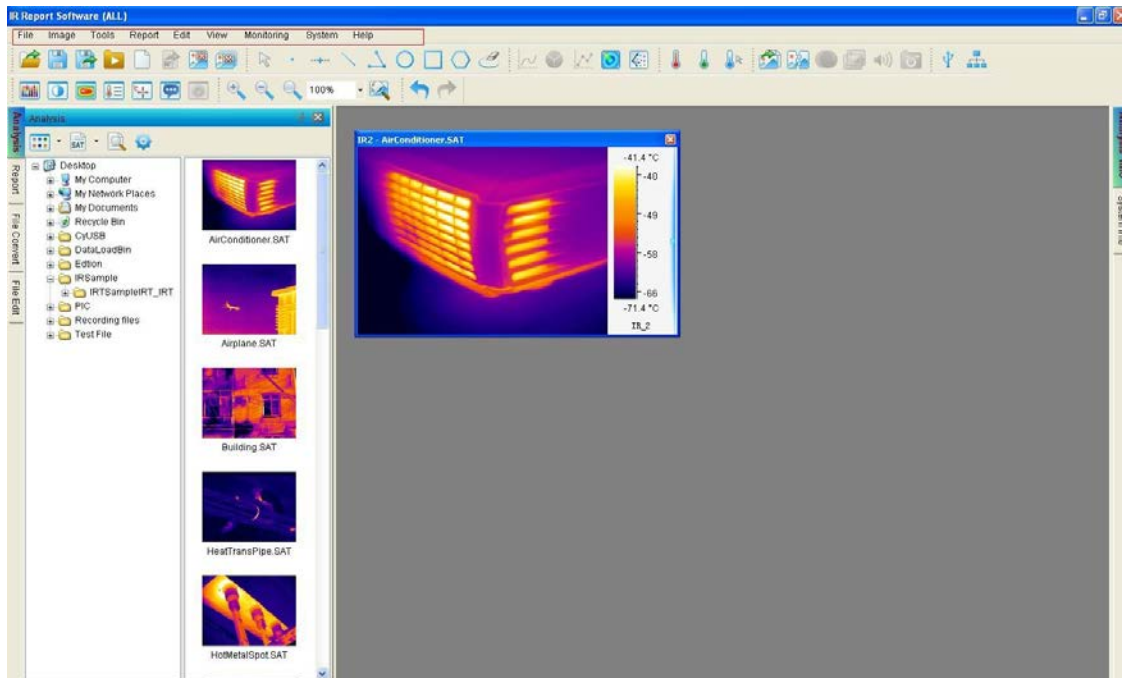 IR Report Software (ALL)
File Image Tools Report Edit View Monitoring System Help
SAT
100%
Analysis
Analysis
Report
File Convert
File Edit
SAT
Desktop
My Computer
My Network Places
My Documents
Recycle Bin
CyUSB
DataLoadBin
Edtion
IRSample
IRTSampleIRT_IRT
PIC
Recording files
Test File
AirConditioner.SAT
Airplane.SAT
Building.SAT
HeatTransPipe.SAT
HotMetalSpot.SAT
IR2 - AirConditioner.SAT
-41.4 °C
-40
-49
-58
-66
-71.4 °C
IR_2